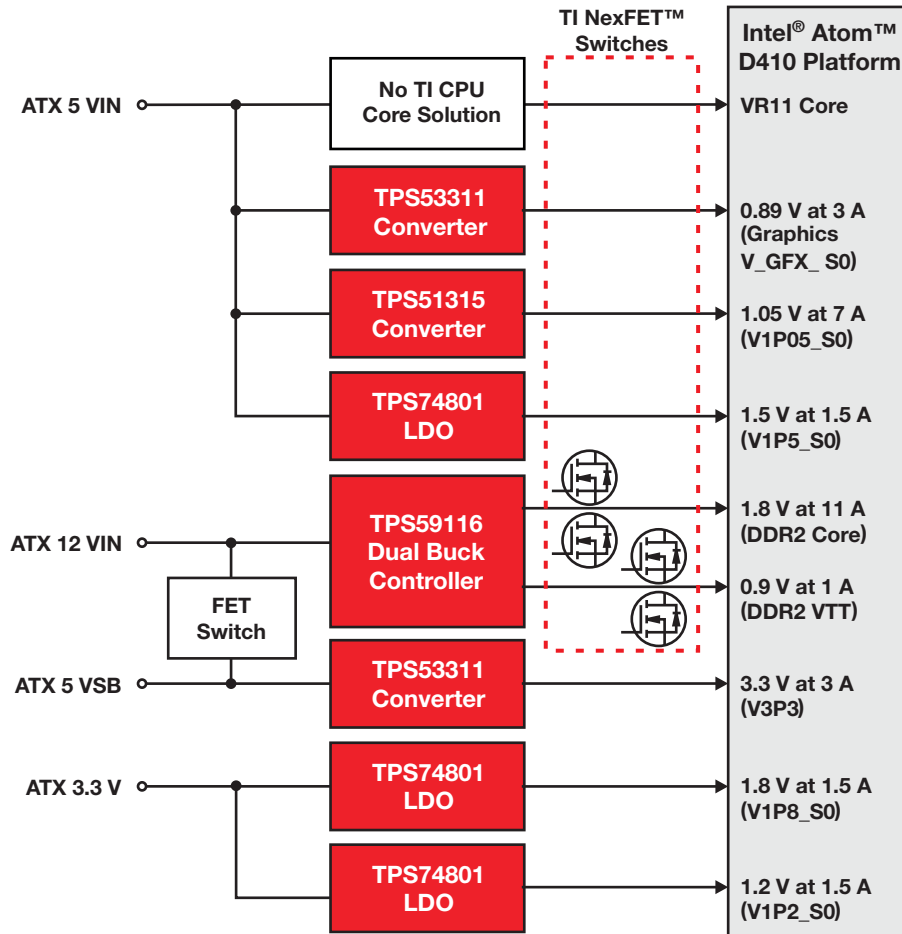 TI NexFET™
Switches
Intel® Atom™
D410 Platform
ATX 5 VIN
No TI CPU
Core Solution
VR11 Core
TPS53311
Converter
0.89 V at 3 A
(Graphics
V_GFX_ S0)
TPS51315
Converter
1.05 V at 7 A
(V1P05_S0)
TPS74801
LDO
1.5 V at 1.5 A
(V1P5_S0)
ATX 12 VIN
TPS59116
Dual Buck
Controller
1.8 V at 11 A
(DDR2 Core)
0.9 V at 1 A
(DDR2 VTT)
FET
Switch
ATX 5 VSB
TPS53311
Converter
3.3 V at 3 A
(V3P3)
ATX 3.3 V
TPS74801
LDO
1.8 V at 1.5 A
(V1P8_S0)
TPS74801
LDO
1.2 V at 1.5 A
(V1P2_S0)